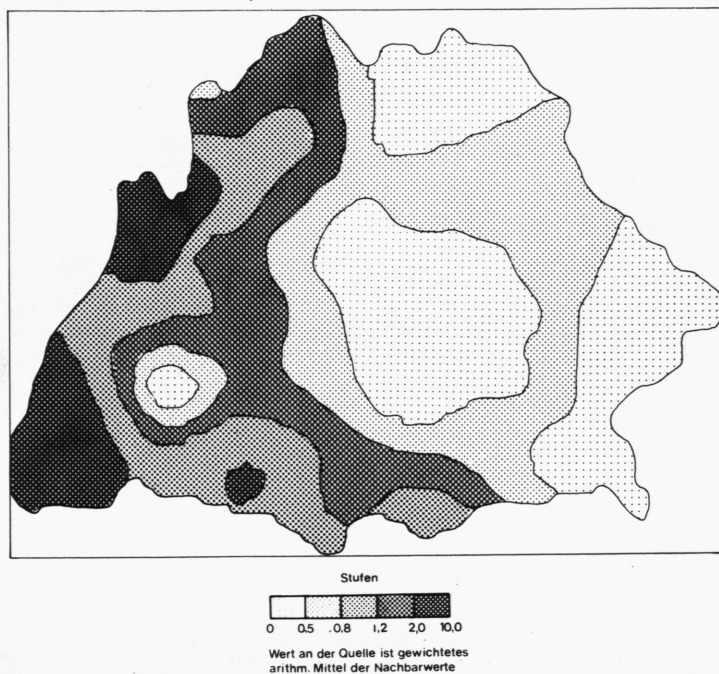 Stufen
0 0.5 0.8 1,2 2,0 10,0
Wert an der Quelle ist gewichtetes
arithm. Mittel der Nachbarwerte